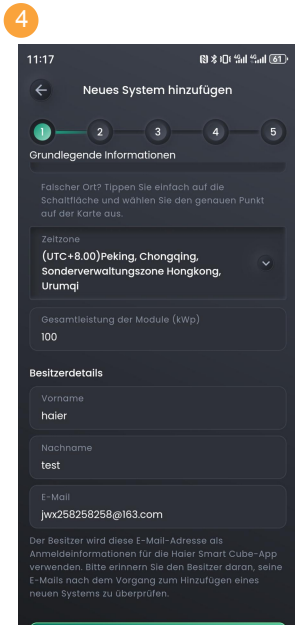 4
11:17
4G 4G 61
Neues System hinzufügen
1 2 3 4 5
Grundlegende Informationen
Falscher Ort? Tippen Sie einfach auf die
Schaltfläche und wählen Sie den genauen Punkt
auf der Karte aus.
Zeitzone
(UTC+8.00)Peking, Chongqing,
Sonderverwaltungszone Hongkong,
Urumqi
Gesamtleistung der Module (kWp)
100
Besitzerdetails
Vorname
haier
Nachname
test
E-Mail
jwx258258258@163.com
Der Besitzer wird diese E-Mail-Adresse als
Anmeldeinformationen für die Haier Smart Cube-App
verwenden. Bitte erinnern Sie den Besitzer daran, seine
E-Mails nach dem Vorgang zum Hinzufügen eines
neuen Systems zu überprüfen.